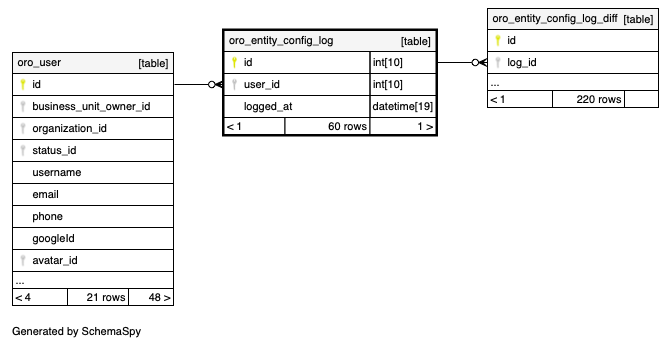 oro_user [table]
id
business_unit_owner_id
organization_id
status_id
username
email
phone
googleId
avatar_id
...
< 4 21 rows 48 >
oro_entity_config_log [table]
id int[10]
user_id int[10]
logged_at datetime[19]
< 1 60 rows 1 >
oro_entity_config_log_diff [table]
id
log_id
...
< 1 220 rows
Generated by SchemaSpy